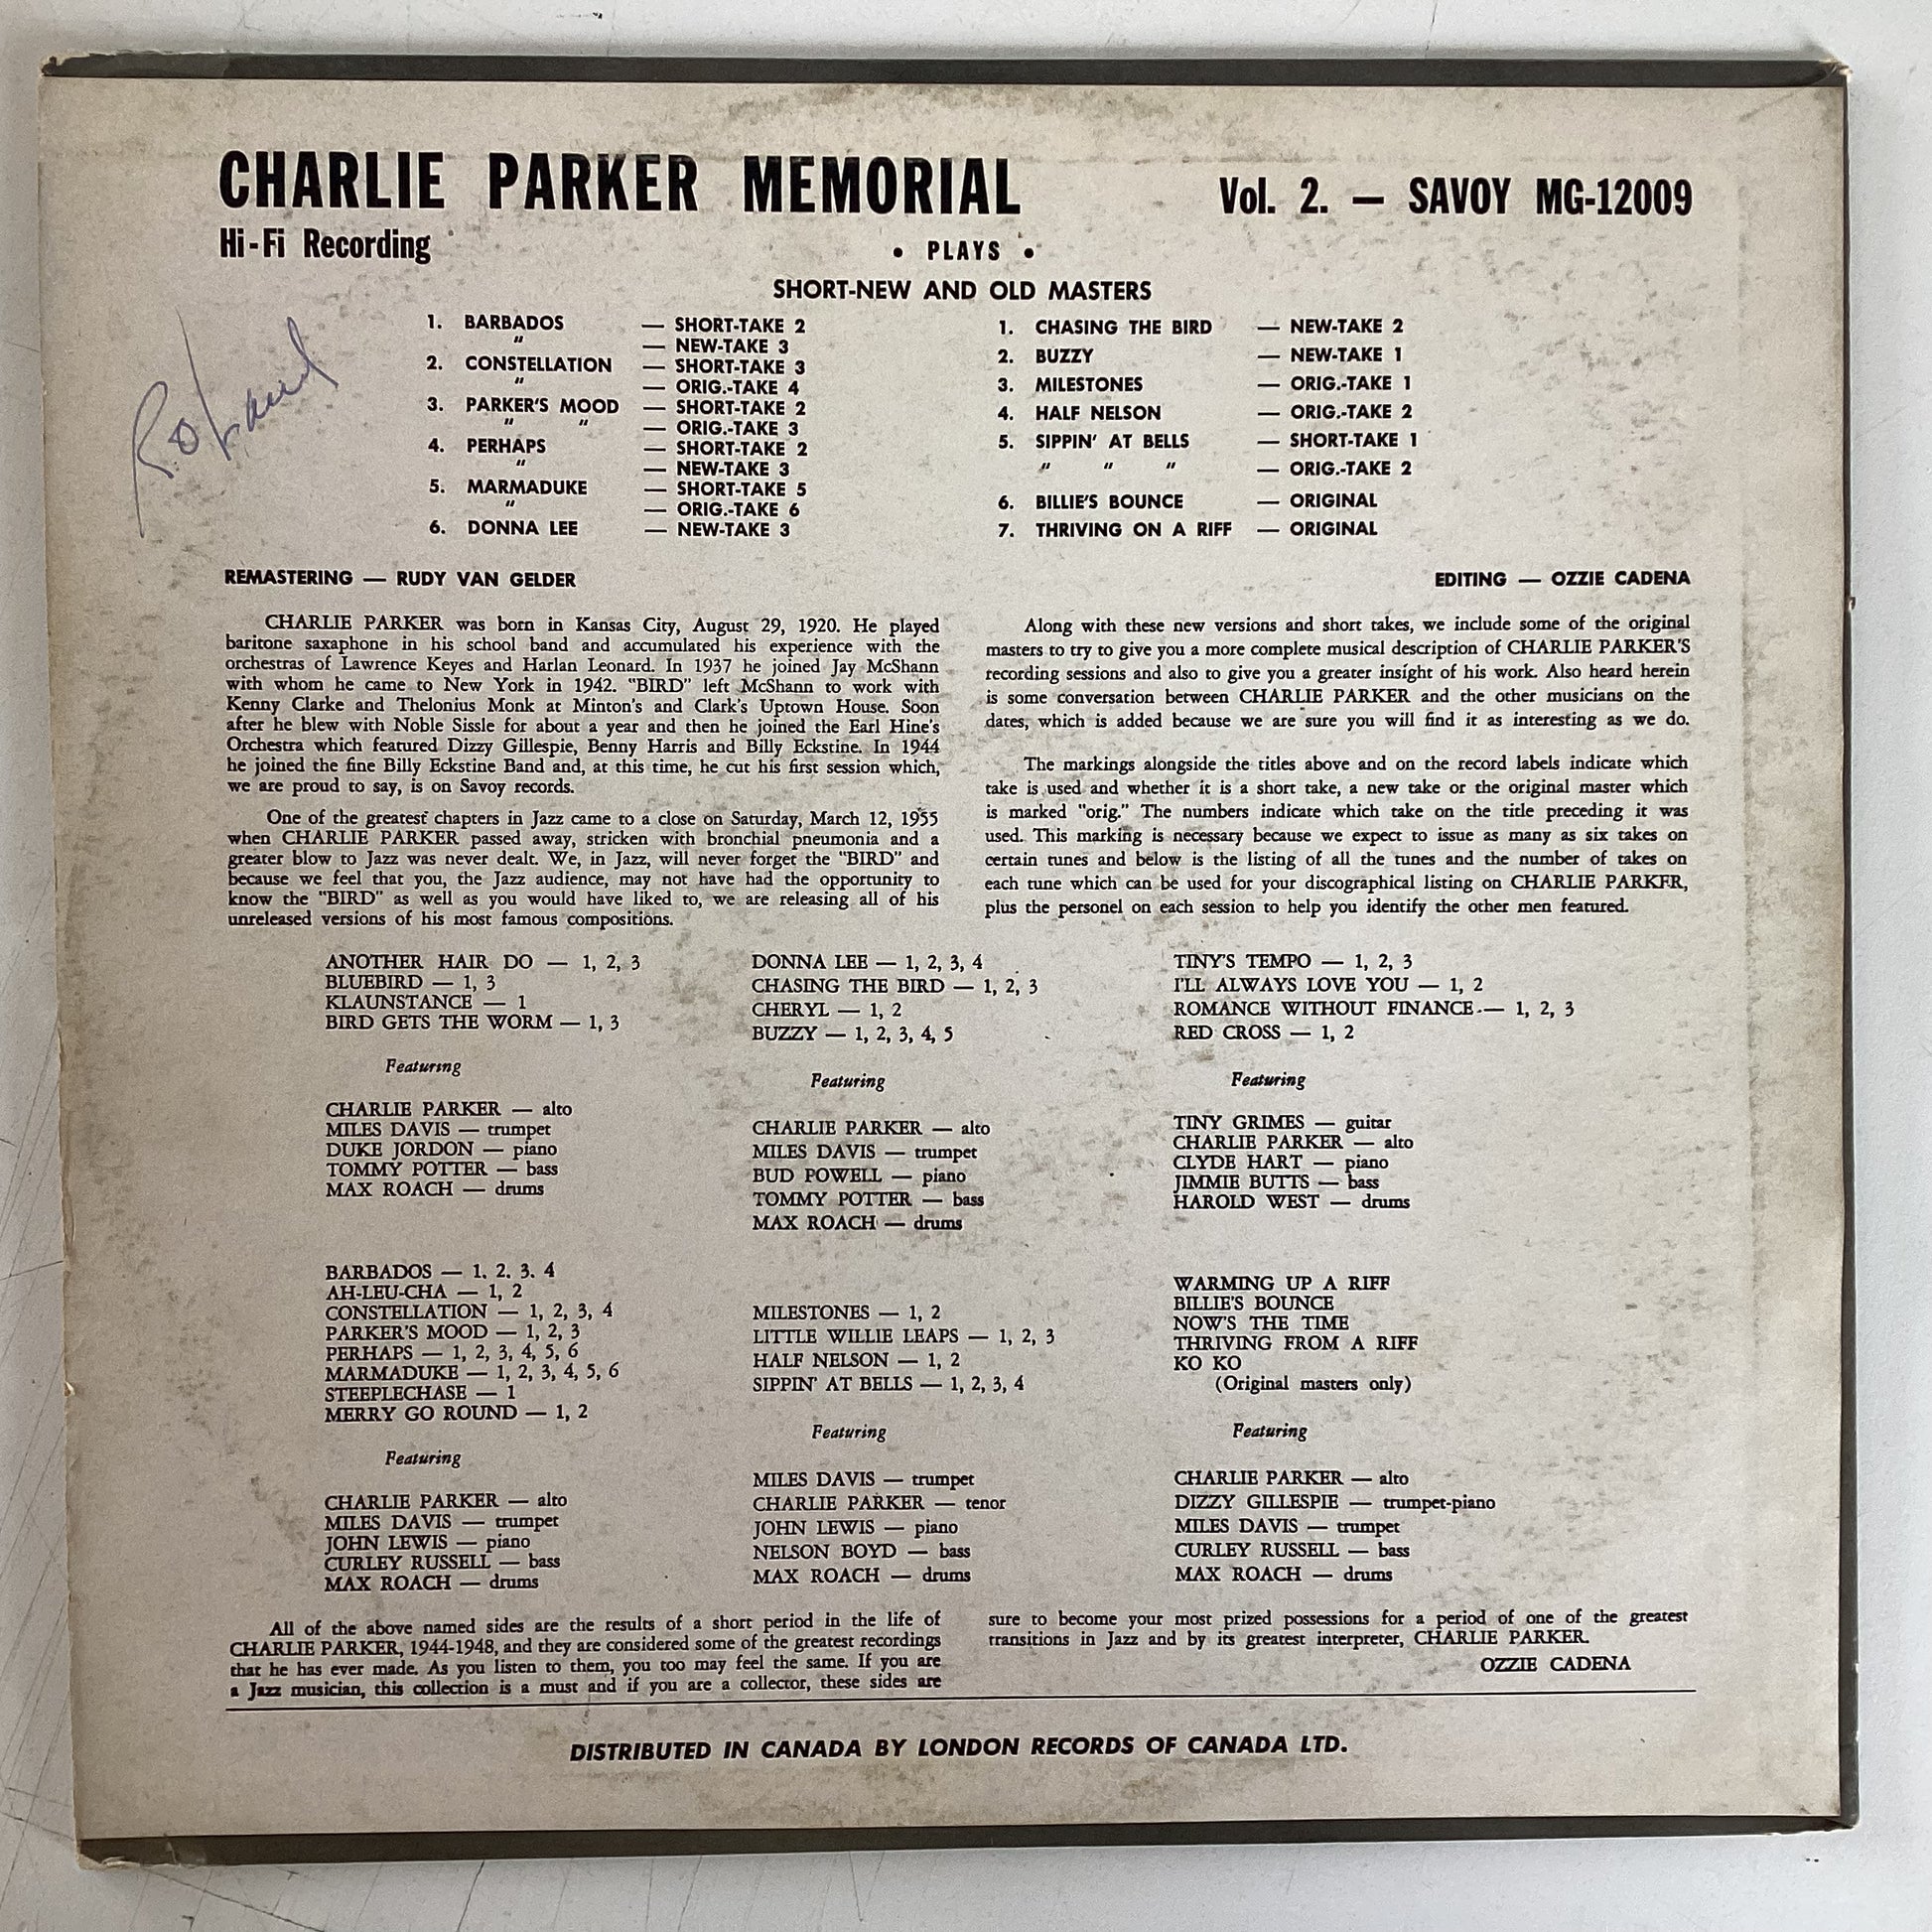 CHARLIE PARKER MEMORIAL
Vol. 2. — SAVOY MG-12009
Hi-Fi Recording
• PLAYS •
SHORT-NEW AND OLD MASTERS
1. BARBADOS — SHORT-TAKE 2
" — NEW-TAKE 3
2. CONSTELLATION — SHORT-TAKE 3
" — ORIG.-TAKE 4
3. PARKER'S MOOD — SHORT-TAKE 2
" " — ORIG.-TAKE 3
4. PERHAPS — SHORT-TAKE 2
" — NEW-TAKE 3
5. MARMADUKE — SHORT-TAKE 5
" — ORIG.-TAKE 6
6. DONNA LEE — NEW-TAKE 3
1. CHASING THE BIRD — NEW-TAKE 2
2. BUZZY — NEW-TAKE 1
3. MILESTONES — ORIG.-TAKE 1
4. HALF NELSON — ORIG.-TAKE 2
5. SIPPIN' AT BELLS — SHORT-TAKE 1
" " " — ORIG.-TAKE 2
6. BILLIE'S BOUNCE — ORIGINAL
7. THRIVING ON A RIFF — ORIGINAL
REMASTERING — RUDY VAN GELDER
EDITING — OZZIE CADENA
CHARLIE PARKER was born in Kansas City, August 29, 1920. He played
baritone saxaphone in his school band and accumulated his experience with the
orchestras of Lawrence Keyes and Harlan Leonard. In 1937 he joined Jay McShann
with whom he came to New York in 1942. "BIRD" left McShann to work with
Kenny Clarke and Thelonius Monk at Minton's and Clark's Uptown House. Soon
after he blew with Noble Sissle for about a year and then he joined the Earl Hine's
Orchestra which featured Dizzy Gillespie, Benny Harris and Billy Eckstine. In 1944
he joined the fine Billy Eckstine Band and, at this time, he cut his first session which,
we are proud to say, is on Savoy records.
One of the greatest chapters in Jazz came to a close on Saturday, March 12, 1955
when CHARLIE PARKER passed away, stricken with bronchial pneumonia and a
greater blow to Jazz was never dealt. We, in Jazz, will never forget the "BIRD" and
because we feel that you, the Jazz audience, may not have had the opportunity to
know the "BIRD" as well as you would have liked to, we are releasing all of his
unreleased versions of his most famous compositions.
Along with these new versions and short takes, we include some of the original
masters to try to give you a more complete musical description of CHARLIE PARKER'S
recording sessions and also to give you a greater insight of his work. Also heard herein
is some conversation between CHARLIE PARKER and the other musicians on the
dates, which is added because we are sure you will find it as interesting as we do.
The markings alongside the titles above and on the record labels indicate which
take is used and whether it is a short take, a new take or the original master which
is marked "orig." The numbers indicate which take on the title preceding it was
used. This marking is necessary because we expect to issue as many as six takes on
certain tunes and below is the listing of all the tunes and the number of takes on
each tune which can be used for your discographical listing on CHARLIE PARKER,
plus the personel on each session to help you identify the other men featured.
ANOTHER HAIR DO — 1, 2, 3
BLUEBIRD — 1, 3
KLAUNSTANCE — 1
BIRD GETS THE WORM — 1, 3
Featuring
CHARLIE PARKER — alto
MILES DAVIS — trumpet
DUKE JORDON — piano
TOMMY POTTER — bass
MAX ROACH — drums
DONNA LEE — 1, 2, 3, 4
CHASING THE BIRD — 1, 2, 3
CHERYL — 1, 2
BUZZY — 1, 2, 3, 4, 5
Featuring
CHARLIE PARKER — alto
MILES DAVIS — trumpet
BUD POWELL — piano
TOMMY POTTER — bass
MAX ROACH — drums
TINY'S TEMPO — 1, 2, 3
I'LL ALWAYS LOVE YOU — 1, 2
ROMANCE WITHOUT FINANCE — 1, 2, 3
RED CROSS — 1, 2
Featuring
TINY GRIMES — guitar
CHARLIE PARKER — alto
CLYDE HART — piano
JIMMIE BUTTS — bass
HAROLD WEST — drums
BARBADOS — 1. 2. 3. 4
AH-LEU-CHA — 1, 2
CONSTELLATION — 1, 2, 3, 4
PARKER'S MOOD — 1, 2, 3
PERHAPS — 1, 2, 3, 4, 5, 6
MARMADUKE — 1, 2, 3, 4, 5, 6
STEEPLECHASE — 1
MERRY GO ROUND — 1, 2
Featuring
CHARLIE PARKER — alto
MILES DAVIS — trumpet
JOHN LEWIS — piano
CURLEY RUSSELL — bass
MAX ROACH — drums
MILESTONES — 1, 2
LITTLE WILLIE LEAPS — 1, 2, 3
HALF NELSON — 1, 2
SIPPIN' AT BELLS — 1, 2, 3, 4
Featuring
MILES DAVIS — trumpet
CHARLIE PARKER — tenor
JOHN LEWIS — piano
NELSON BOYD — bass
MAX ROACH — drums
WARMING UP A RIFF
BILLIE'S BOUNCE
NOW'S THE TIME
THRIVING FROM A RIFF
KO KO
(Original masters only)
Featuring
CHARLIE PARKER — alto
DIZZY GILLESPIE — trumpet-piano
MILES DAVIS — trumpet
CURLEY RUSSELL — bass
MAX ROACH — drums
All of the above named sides are the results of a short period in the life of
CHARLIE PARKER, 1944-1948, and they are considered some of the greatest recordings
that he has ever made. As you listen to them, you too may feel the same. If you are
a Jazz musician, this collection is a must and if you are a collector, these sides are
sure to become your most prized possessions for a period of one of the greatest
transitions in Jazz and by its greatest interpreter, CHARLIE PARKER.
OZZIE CADENA
DISTRIBUTED IN CANADA BY LONDON RECORDS OF CANADA LTD.